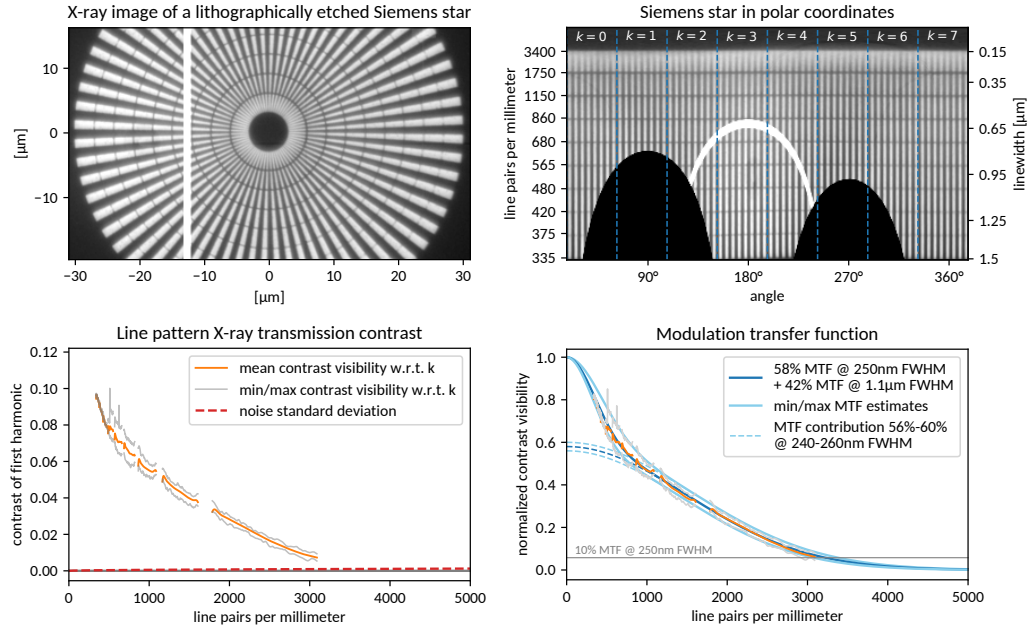 X-ray image of a lithographically etched Siemens star
10
0
−10
[µm]
−30
−20
−10
0
10
20
30
[µm]
Siemens star in polar coordinates
k = 0
k = 1
k = 2
k = 3
k = 4
k = 5
k = 6
k = 7
3400
1750
1150
860
680
565
480
420
375
335
line pairs per millimeter
0.15
0.35
0.65
0.95
1.25
1.5
linewidth [µm]
90°
180°
270°
360°
angle
Line pattern X-ray transmission contrast
0.12
0.10
0.08
0.06
0.04
0.02
0.00
contrast of first harmonic
mean contrast visibility w.r.t. k
min/max contrast visibility w.r.t. k
noise standard deviation
0
1000
2000
3000
4000
5000
line pairs per millimeter
Modulation transfer function
1.0
0.8
0.6
0.4
0.2
0.0
normalized contrast visibility
58% MTF @ 250nm FWHM
+ 42% MTF @ 1.1µm FWHM
min/max MTF estimates
MTF contribution 56%-60%
@ 240-260nm FWHM
10% MTF @ 250nm FWHM
0
1000
2000
3000
4000
5000
line pairs per millimeter